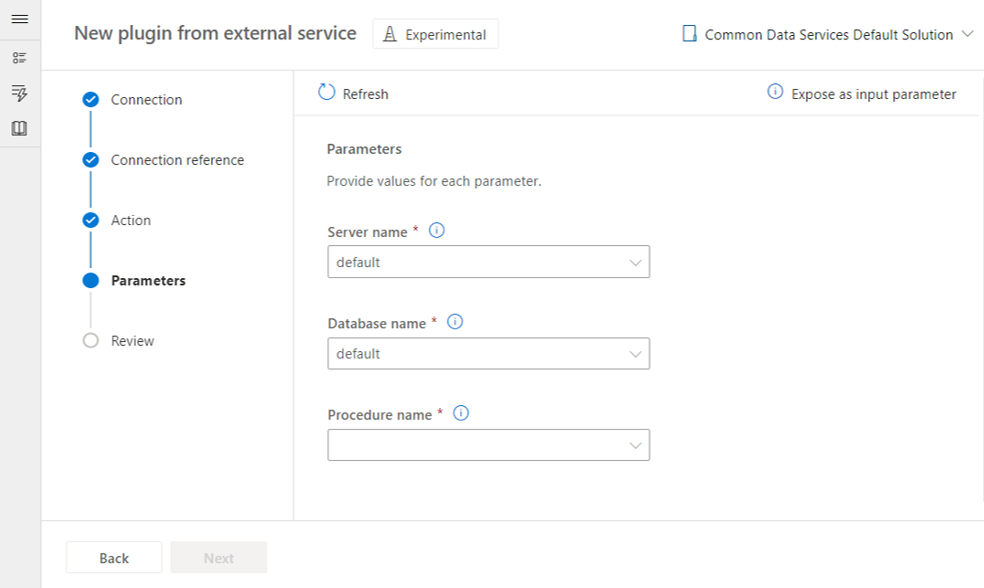 New plugin from external service
Experimental
Common Data Services Default Solution
Connection
Connection reference
Action
Parameters
Review
Refresh
Expose as input parameter
Parameters
Provide values for each parameter.
Server name *
default
Database name *
default
Procedure name *
Back
Next